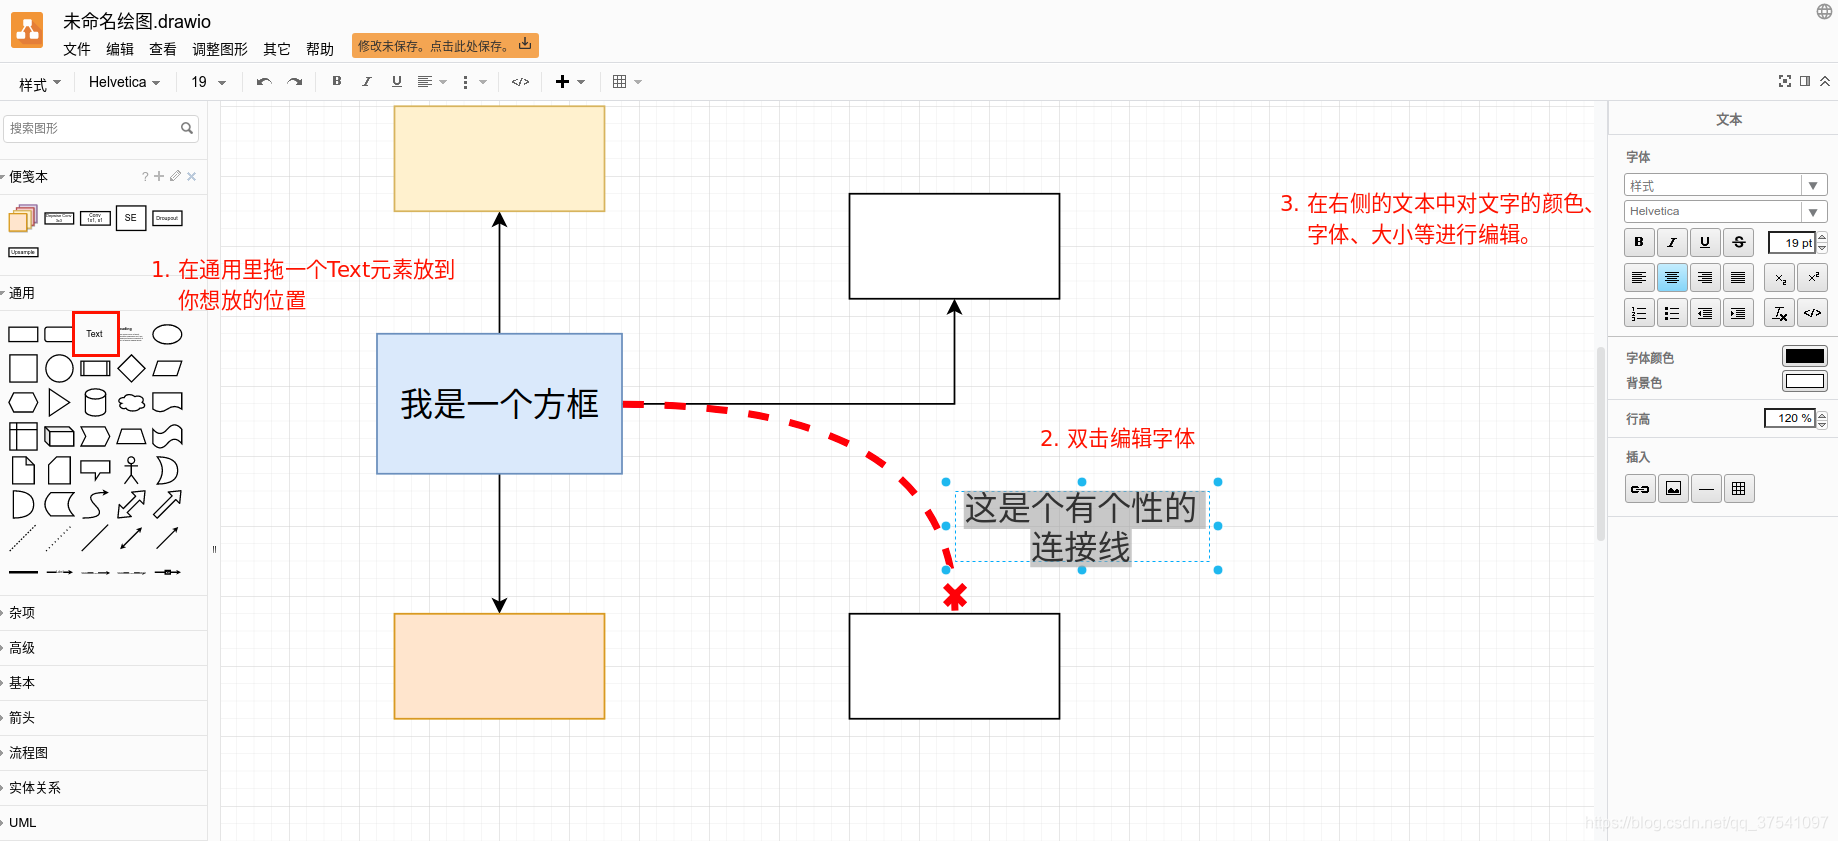 未命名绘图.drawio
文件 编辑 查看 调整图形 其它 帮助 修改未保存。点击此处保存。
样式 Helvetica 19 B I U </>
搜索图形
便笺本 ?
Conv
SE
Droupout
Upsample
1. 在通用里拖一个Text元素放到
你想放的位置
通用
Text
杂项
高级
基本
箭头
流程图
实体关系
UML
我是一个方框
2. 双击编辑字体
这是个有个性的
连接线
3. 在右侧的文本中对文字的颜色、
字体、大小等进行编辑。
文本
字体
样式
Helvetica
B I U S 19 pt
字体颜色
背景色
行高 120 %
插入
https://blog.csdn.net/qq_37541097